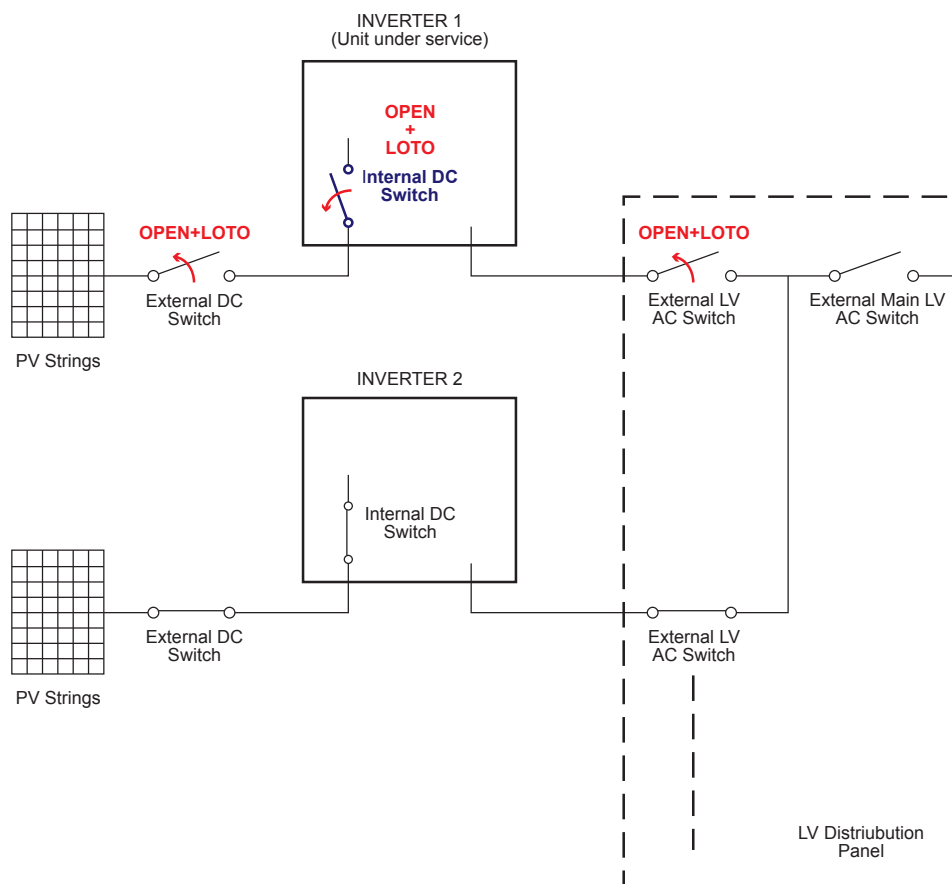 INVERTER 1
(Unit under service)
OPEN
+
LOTO
Internal DC
Switch
OPEN+LOTO
External DC
Switch
PV Strings
OPEN+LOTO
External LV
AC Switch
External Main LV
AC Switch
INVERTER 2
Internal DC
Switch
External DC
Switch
PV Strings
External LV
AC Switch
LV Distriubution
Panel